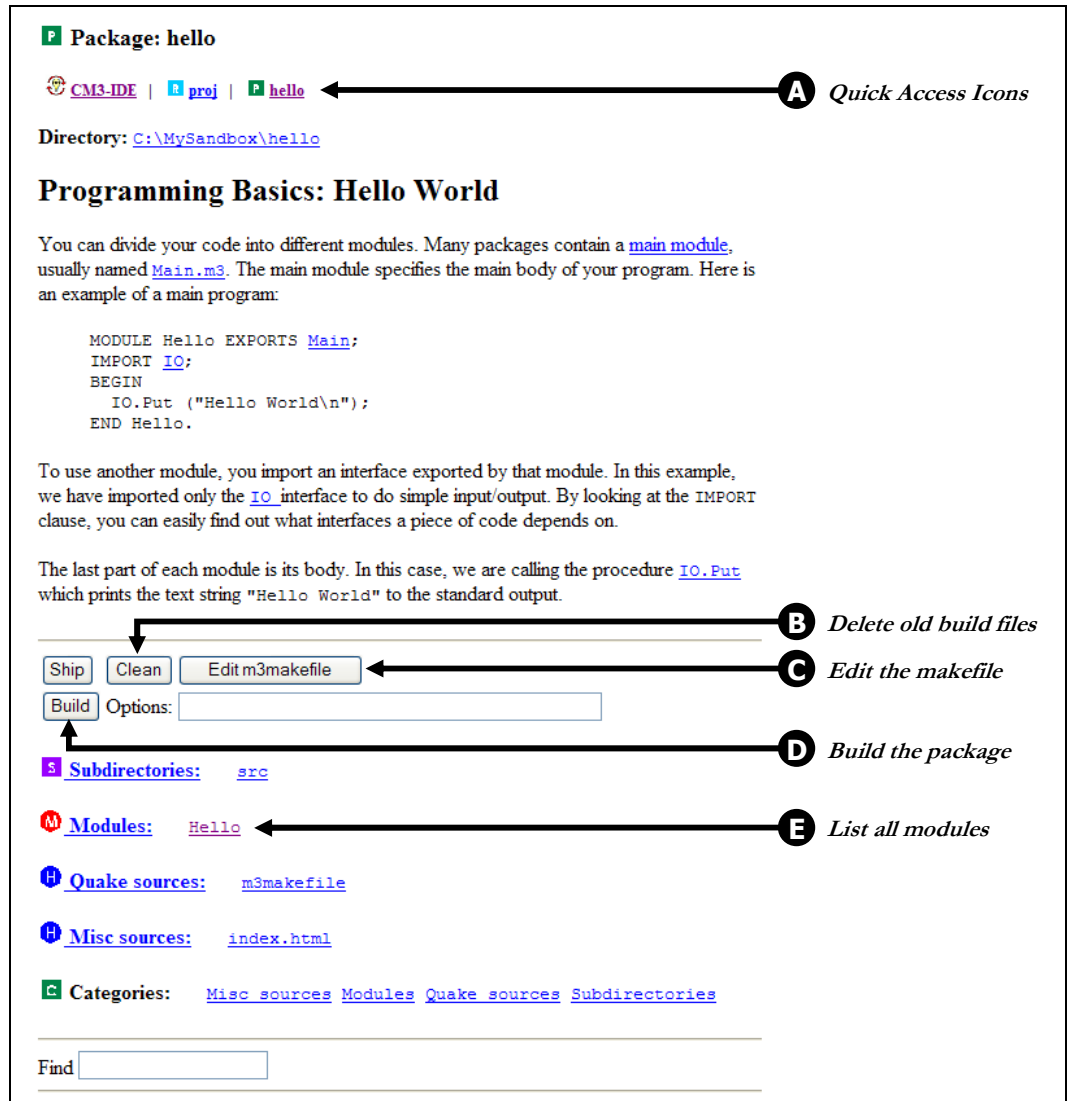 P Package: hello
CM3-IDE | R proj | P hello
A Quick Access Icons
Directory: C:\MySandbox\hello
Programming Basics: Hello World
You can divide your code into different modules. Many packages contain a main module,
usually named Main.m3. The main module specifies the main body of your program. Here is
an example of a main program:
MODULE Hello EXPORTS Main;
IMPORT IO;
BEGIN
IO.Put ("Hello World\n");
END Hello.
To use another module, you import an interface exported by that module. In this example,
we have imported only the IO interface to do simple input/output. By looking at the IMPORT
clause, you can easily find out what interfaces a piece of code depends on.
The last part of each module is its body. In this case, we are calling the procedure IO.Put
which prints the text string "Hello World" to the standard output.
B Delete old build files
Ship Clean Edit m3makefile
C Edit the makefile
Build Options:
D Build the package
S Subdirectories: src
M Modules: Hello
E List all modules
H Quake sources: m3makefile
H Misc sources: index.html
C Categories: Misc sources Modules Quake sources Subdirectories
Find